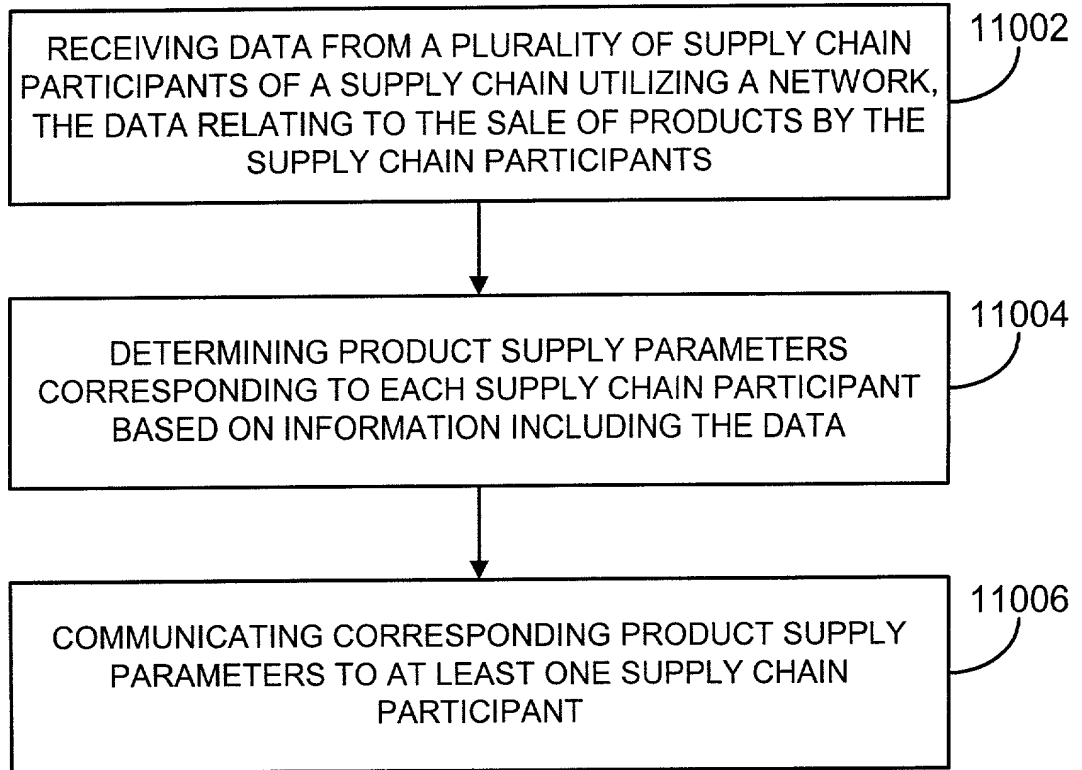 RECEIVING DATA FROM A PLURALITY OF SUPPLY CHAIN
PARTICIPANTS OF A SUPPLY CHAIN UTILIZING A NETWORK,
THE DATA RELATING TO THE SALE OF PRODUCTS BY THE
SUPPLY CHAIN PARTICIPANTS
11002
DETERMINING PRODUCT SUPPLY PARAMETERS
CORRESPONDING TO EACH SUPPLY CHAIN PARTICIPANT
BASED ON INFORMATION INCLUDING THE DATA
11004
COMMUNICATING CORRESPONDING PRODUCT SUPPLY
PARAMETERS TO AT LEAST ONE SUPPLY CHAIN
PARTICIPANT
11006